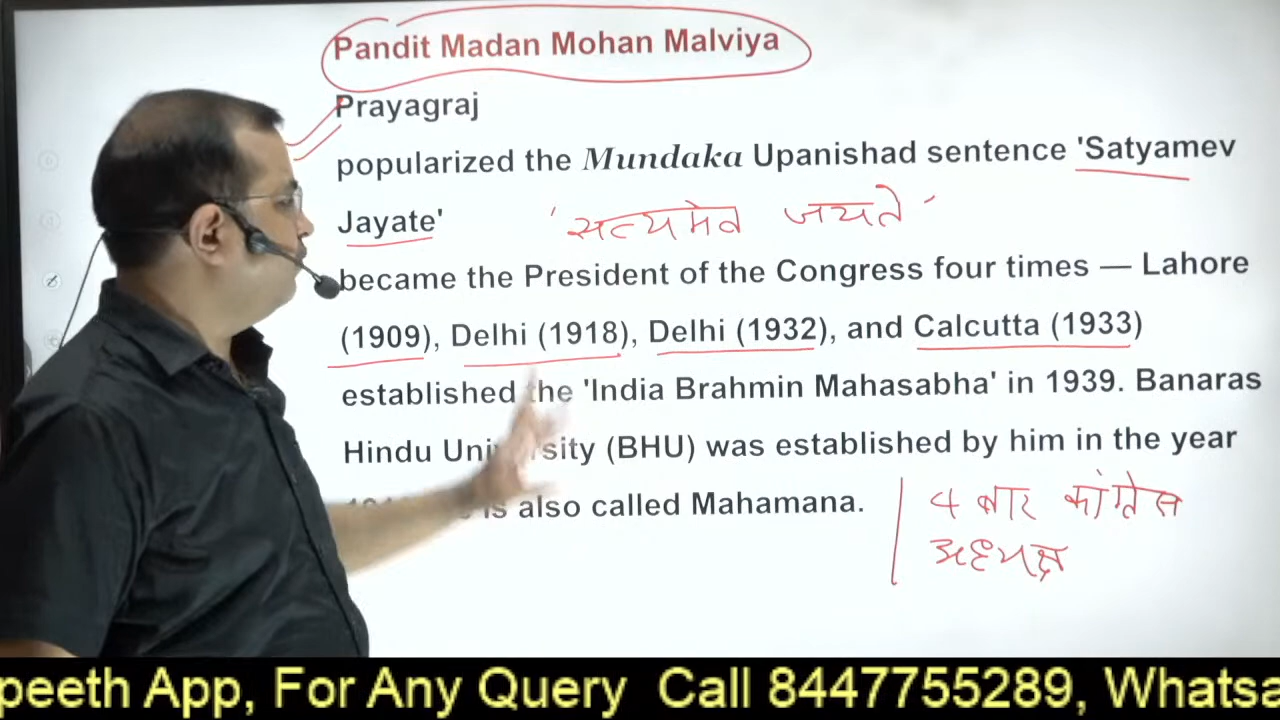 Pandit Madan Mohan Malviya
Prayagraj
popularized the Mundaka Upanishad sentence 'Satyamev
Jayate' 'सत्यमेव जयते'
became the President of the Congress four times — Lahore
(1909), Delhi (1918), Delhi (1932), and Calcutta (1933)
established the 'India Brahmin Mahasabha' in 1939. Banaras
Hindu University (BHU) was established by him in the year
is also called Mahamana.
4 बार कांग्रेस
अध्यक्ष
peeth App, For Any Query Call 8447755289, Whatsa